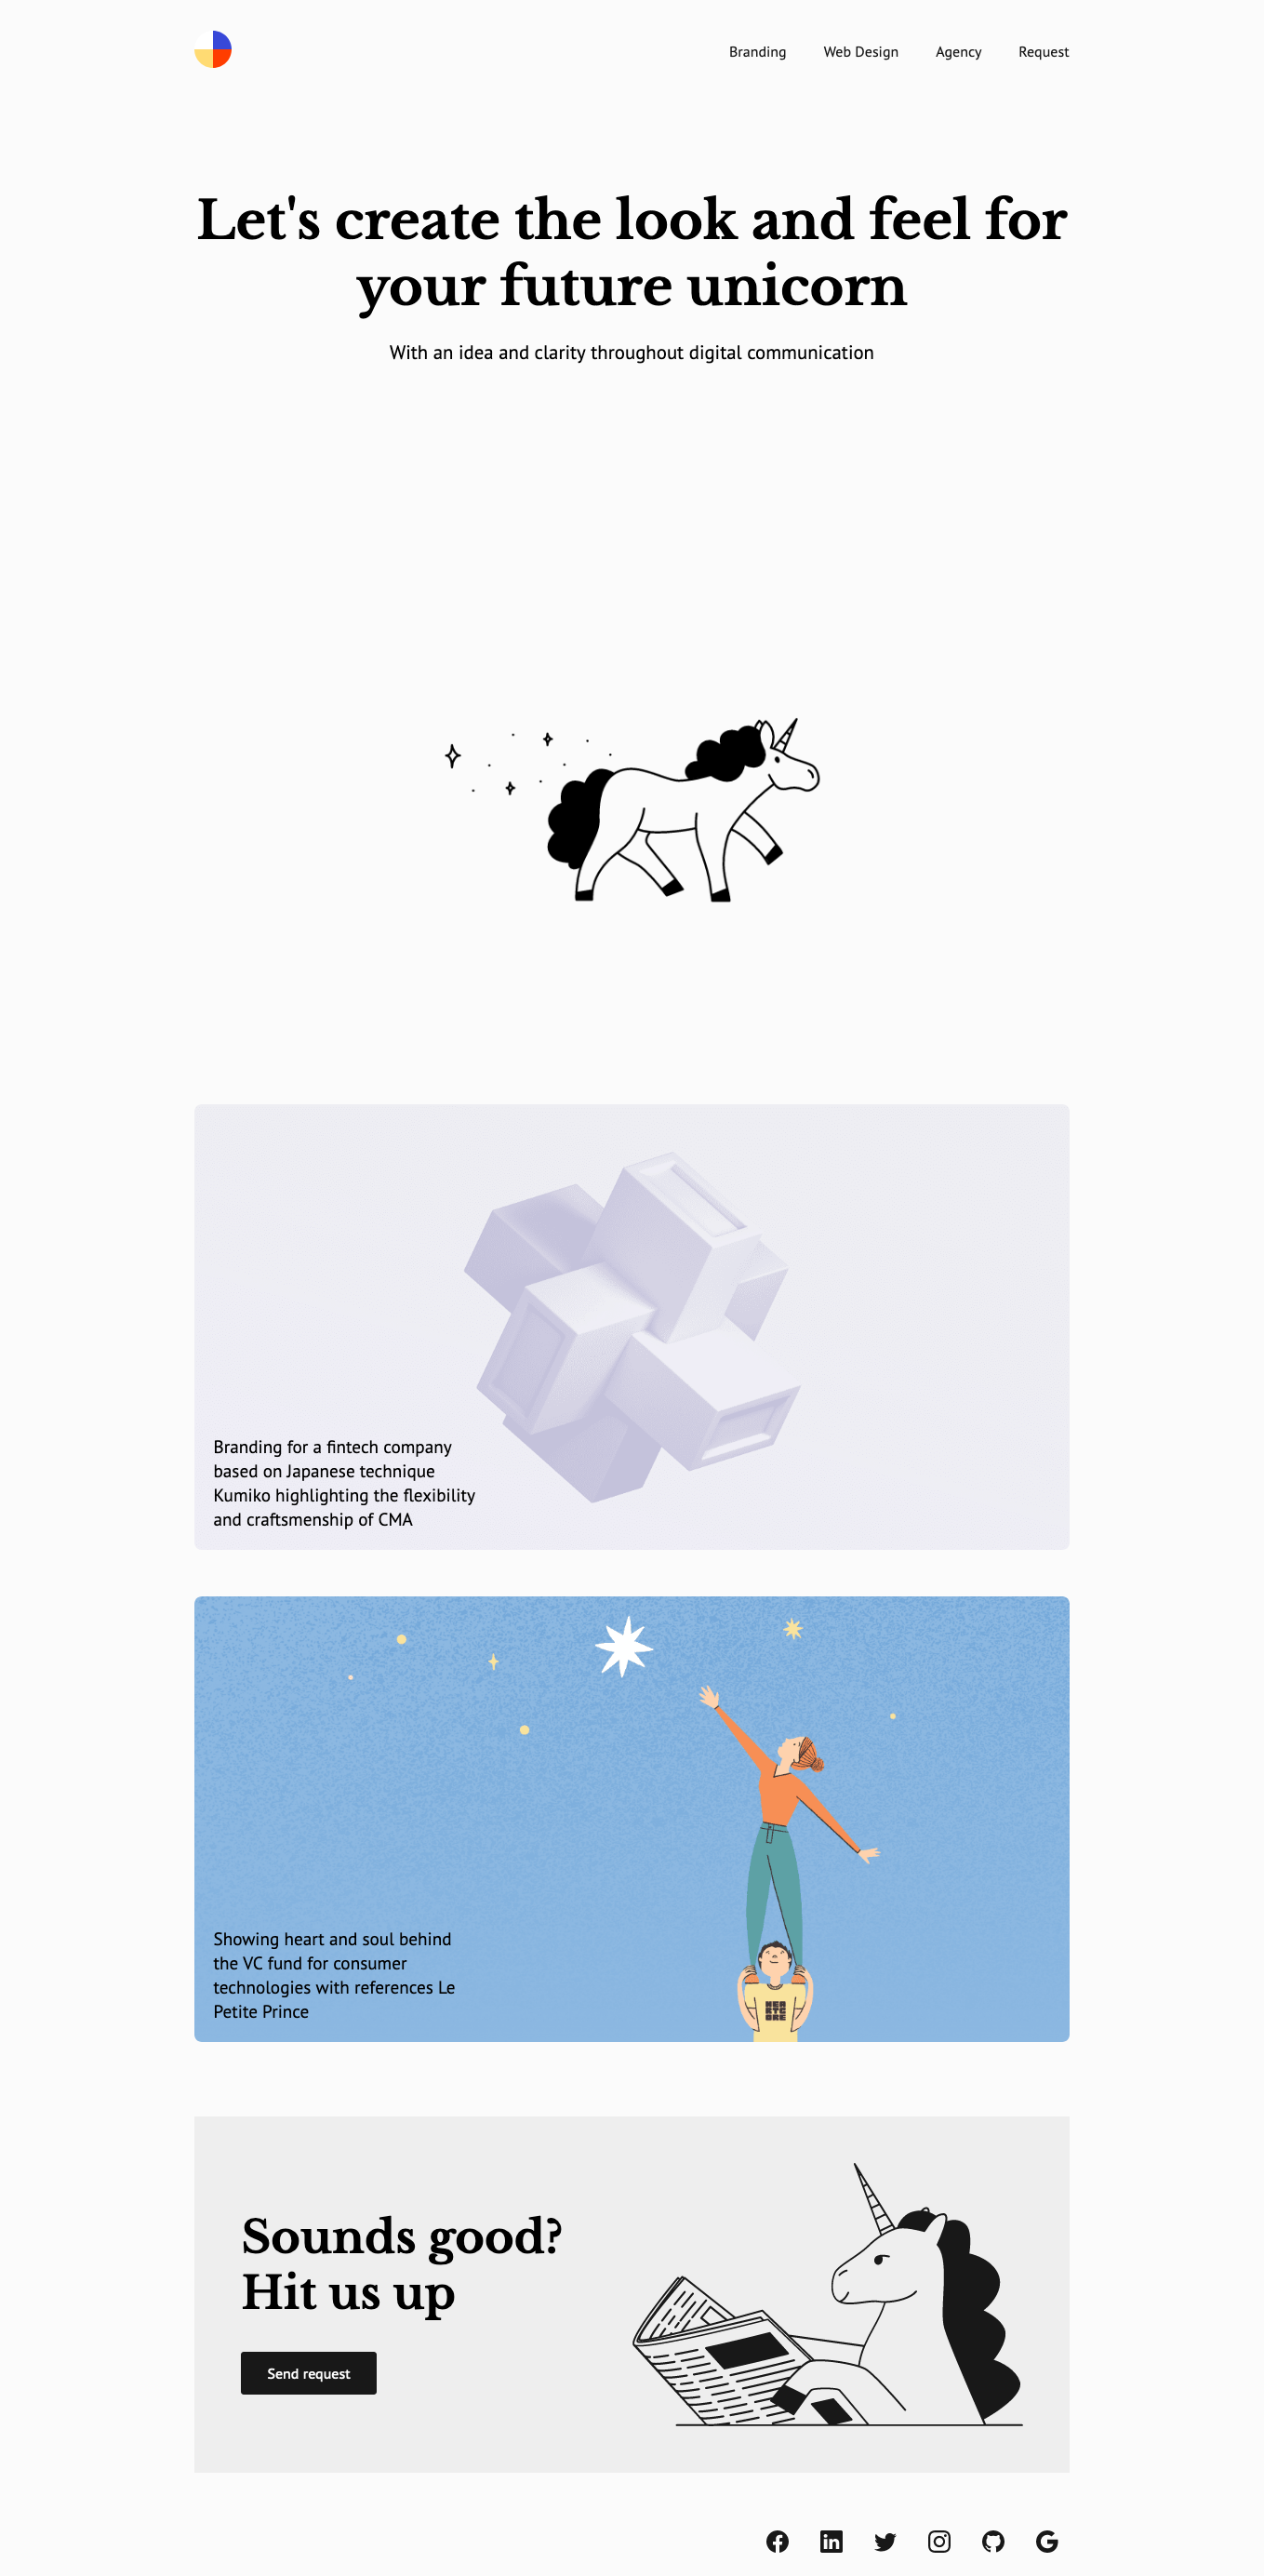 Branding Web Design Agency Request
Let's create the look and feel for
your future unicorn
With an idea and clarity throughout digital communication
Branding for a fintech company
based on Japanese technique
Kumiko highlighting the flexibility
and craftsmenship of CMA
HEA
RTC
ORE
Showing heart and soul behind
the VC fund for consumer
technologies with references Le
Petite Prince
Sounds good?
Hit us up
Send request